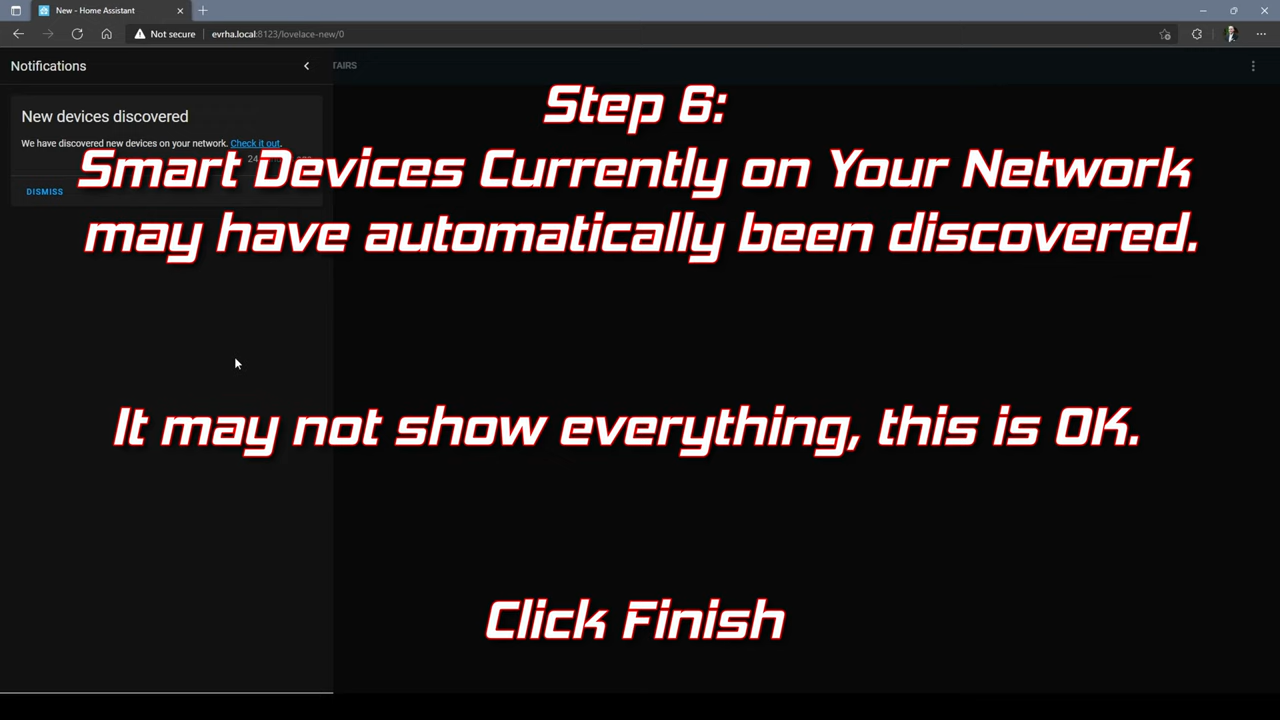 New - Home Assistant
Not secure
evrha.local:8123/lovelace-new/0
Notifications
TAIRS
New devices discovered
We have discovered new devices on your network. Check it out.
24
DISMISS
Step 6:
Smart Devices Currently on Your Network
may have automatically been discovered.
It may not show everything, this is OK.
Click Finish